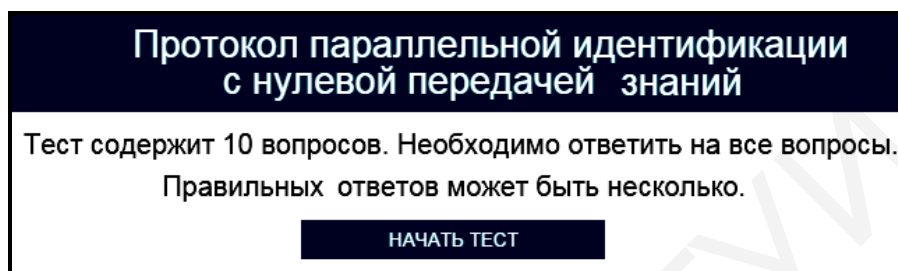 Протокол параллельной идентификации
с нулевой передачей знаний
Тест содержит 10 вопросов. Необходимо ответить на все вопросы.
Правильных ответов может быть несколько.
НАЧАТЬ ТЕСТ